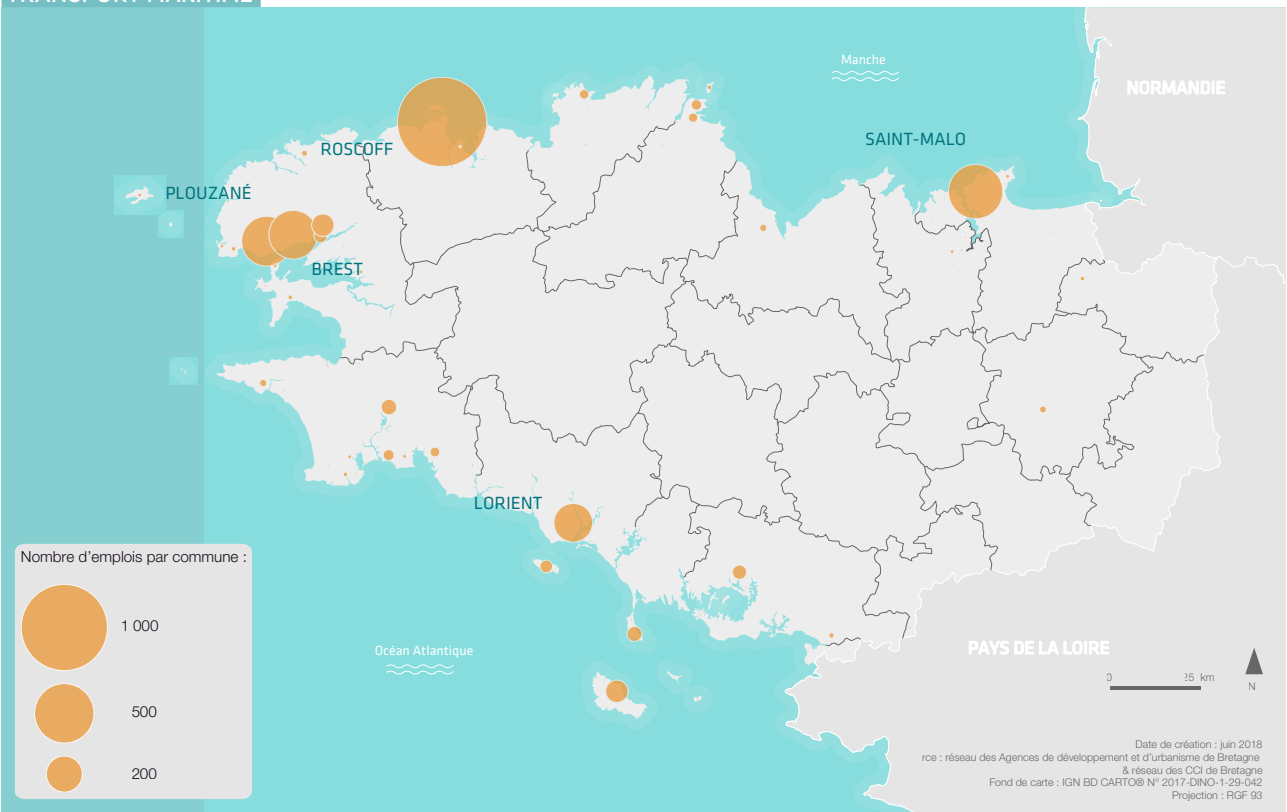 Manche
NORMANDIE
SAINT-MALO
ROSCOFF
PLOUZANÉ
BREST
LORIENT
Nombre d'emplois par commune :
1 000
500
200
Océan Atlantique
PAYS DE LA LOIRE
km
N
Date de création : juin 2018
: réseau des Agences de développement et d'urbanisme de Bretagne
& réseau des CCI de Bretagne
Fond de carte : IGN BD CARTO® N° 2017-DINO-1-29-042
Projection : RGF 93